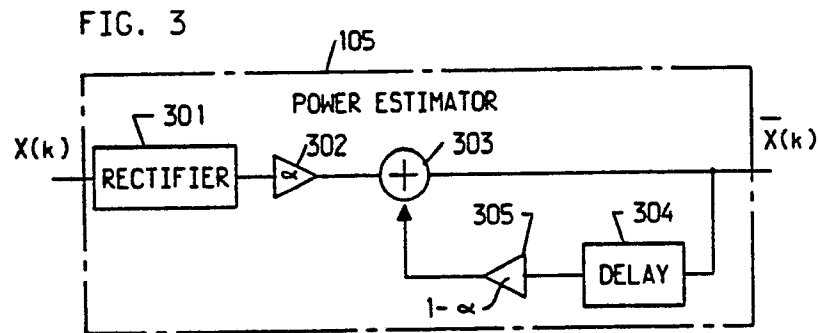 FIG. 3
105
POWER ESTIMATOR
301
302
303
X(k)
X̄(k)
RECTIFIER
α
+
305
304
DELAY
1-α